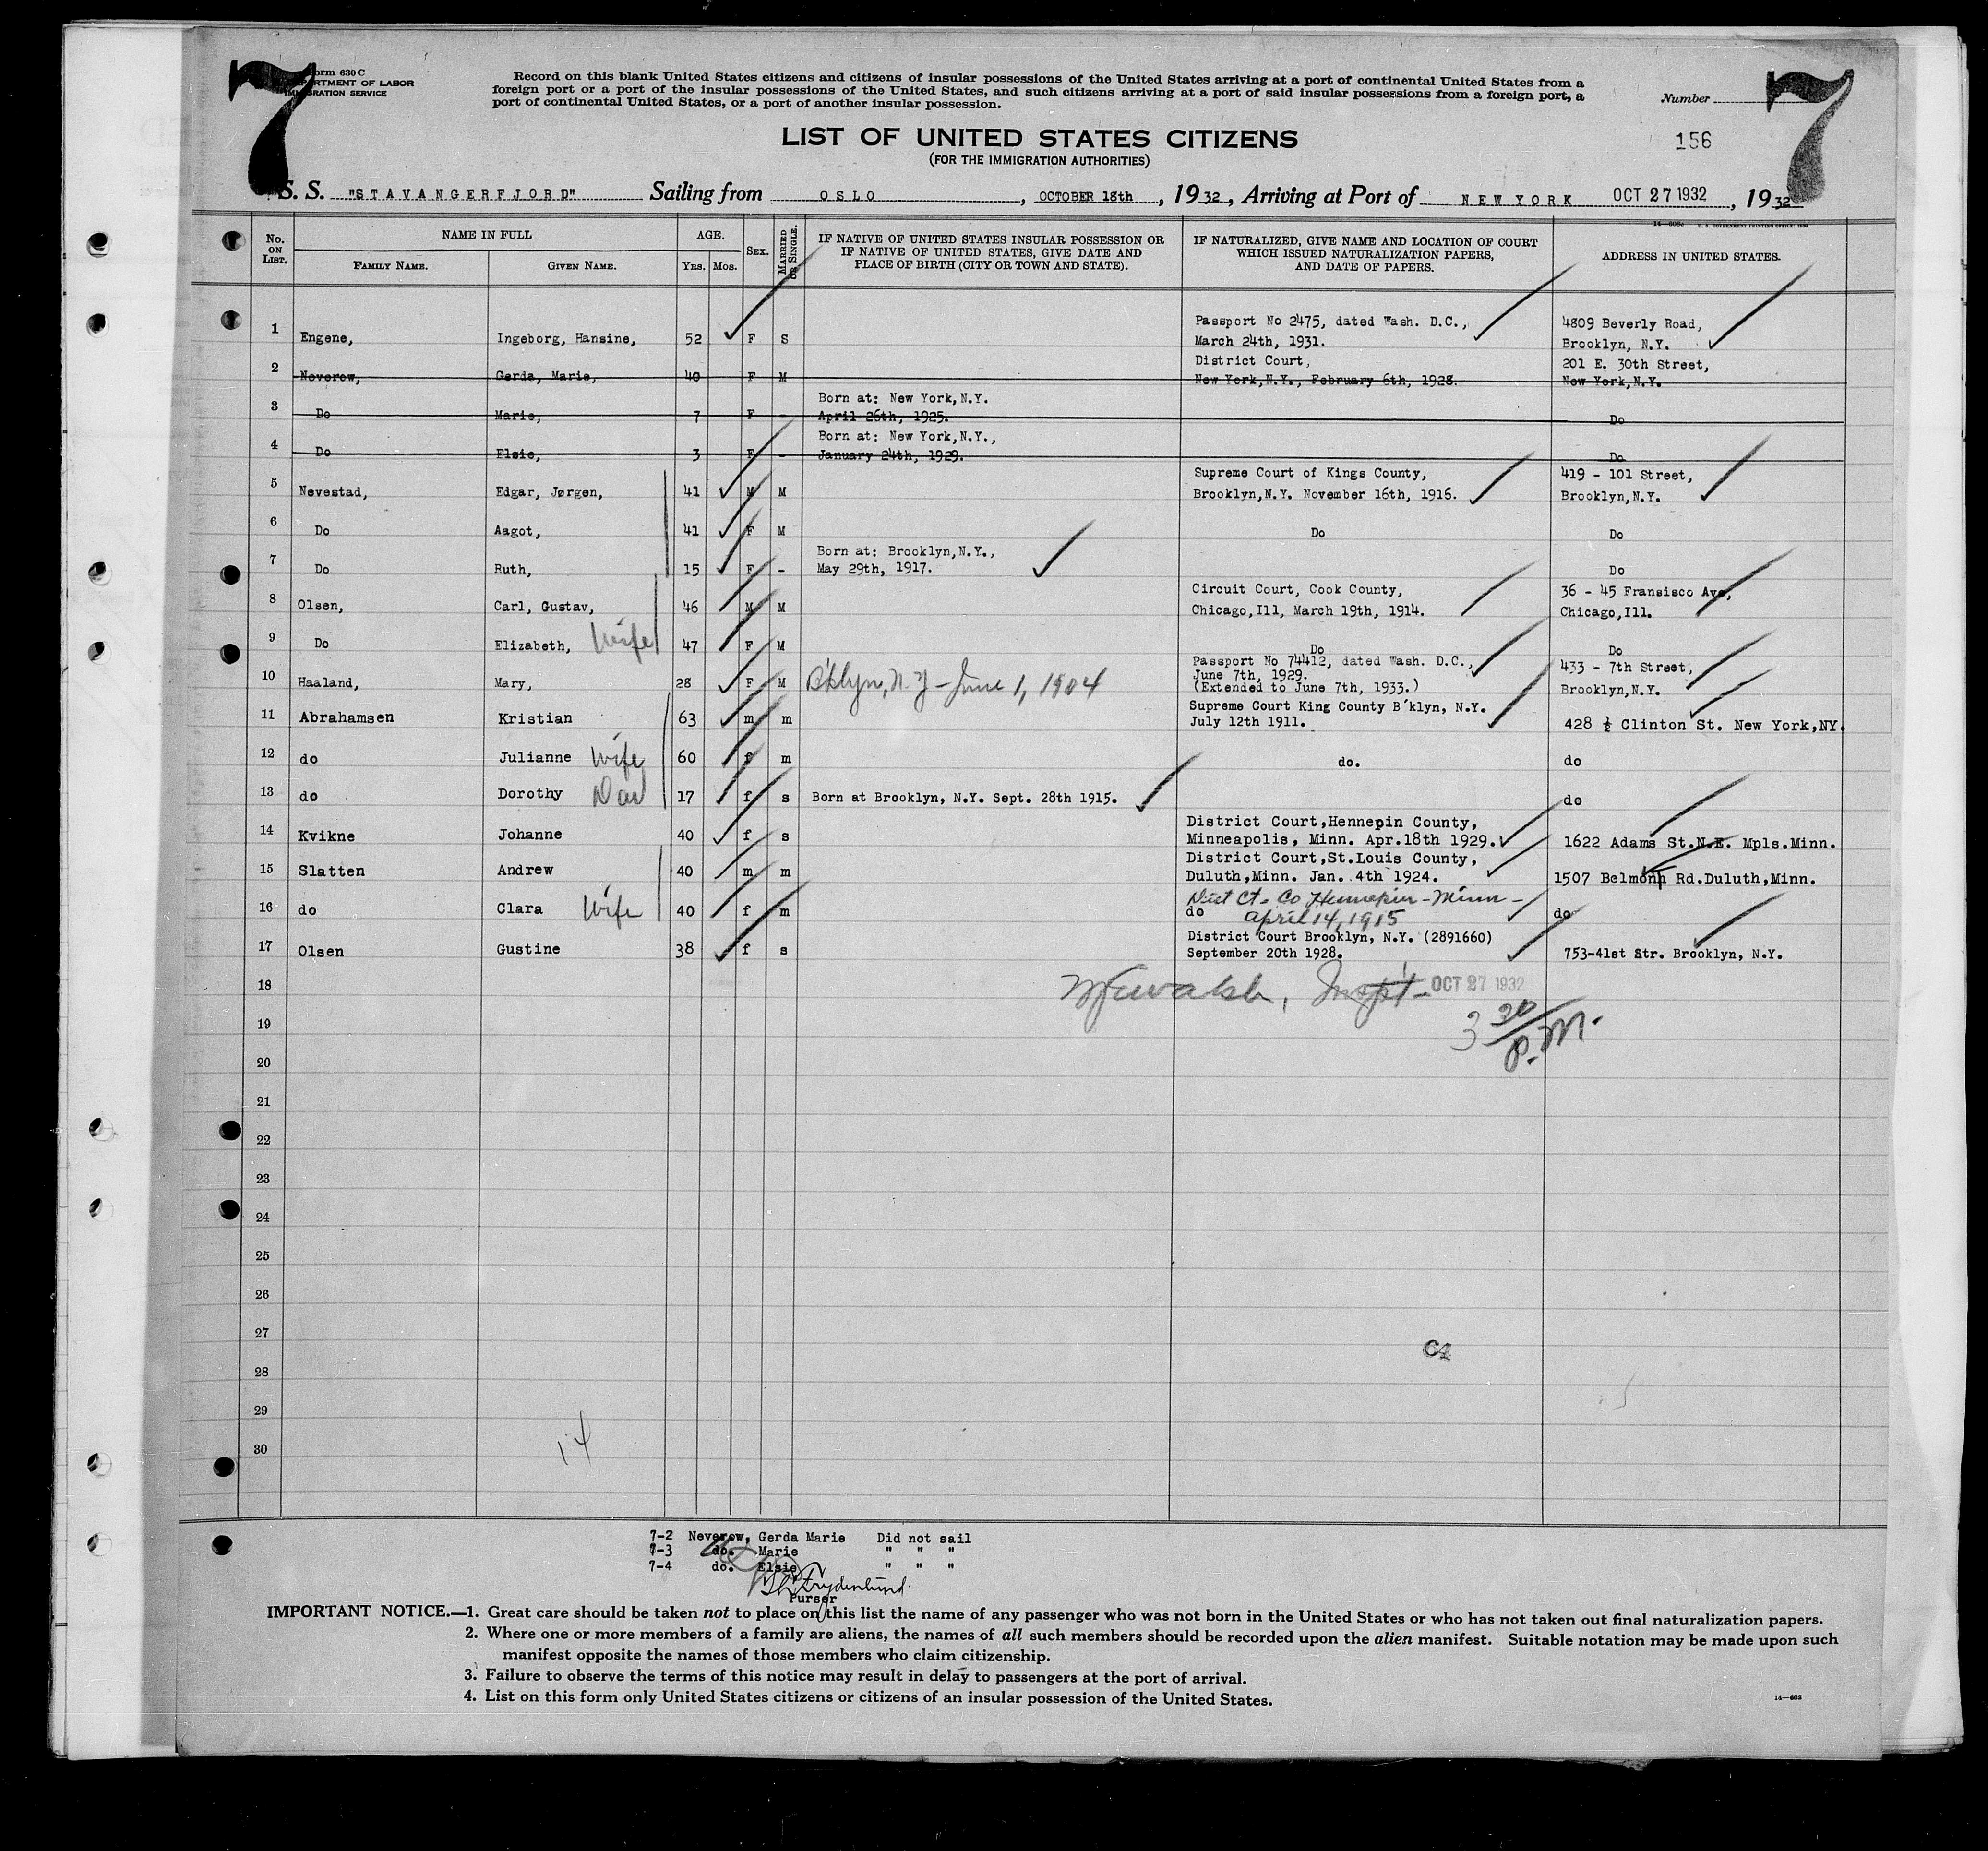 7
Form 630 C
DEPARTMENT OF LABOR
IMMIGRATION SERVICE
Record on this blank United States citizens and citizens of insular possessions of the United States arriving at a port of continental United States from a
foreign port or a port of the insular possessions of the United States, and such citizens arriving at a port of said insular possessions from a foreign port, a
port of continental United States, or a port of another insular possession.
Number
7
156
LIST OF UNITED STATES CITIZENS
(FOR THE IMMIGRATION AUTHORITIES)
S. S. "STAVANGERFJORD" Sailing from OSLO, OCTOBER 18th, 1932, Arriving at Port of NEW YORK OCT 27 1932, 1932
No. ON LIST. NAME IN FULL FAMILY NAME. GIVEN NAME. AGE. YRS. MOS. SEX. MARRIED OR SINGLE.
IF NATIVE OF UNITED STATES INSULAR POSSESSION OR
IF NATIVE OF UNITED STATES, GIVE DATE AND
PLACE OF BIRTH (CITY OR TOWN AND STATE).
IF NATURALIZED, GIVE NAME AND LOCATION OF COURT
WHICH ISSUED NATURALIZATION PAPERS,
AND DATE OF PAPERS.
ADDRESS IN UNITED STATES.
Passport No 2475, dated Wash. D.C., 4809 Beverly Road,
1 Engene, Ingeborg, Hansine, 52 F S March 24th, 1931. Brooklyn, N.Y.
District Court, 201 E. 30th Street,
2 Neverow, Gerda, Marie, 40 F M New York,N.Y., February 6th, 1928. New York,N.Y.
Born at: New York,N.Y.
3 Do Marie, 7 F - April 26th, 1925. Do
Born at: New York,N.Y.,
4 Do Elsie, 3 F - January 24th, 1929. Do
Supreme Court of Kings County, 419 - 101 Street,
5 Nevestad, Edgar, Jørgen, 41 M M Brooklyn,N.Y. November 16th, 1916. Brooklyn,N.Y.
6 Do Aagot, 41 F M Do Do
Born at: Brooklyn,N.Y.,
7 Do Ruth, 15 F - May 29th, 1917. Do
Circuit Court, Cook County, 36 - 45 Fransisco Ave,
8 Olsen, Carl, Gustav, 46 M M Chicago,Ill, March 19th, 1914. Chicago,Ill.
9 Do Elizabeth, Wife 47 F M Do Do
Passport No 74412, dated Wash. D.C., 433 - 7th Street,
10 Haaland, Mary, 28 F M B'klyn, N.Y - June 1, 1904 June 7th, 1929. Brooklyn,N.Y.
(Extended to June 7th, 1933.)
Supreme Court King County B'klyn, N.Y.
11 Abrahamsen Kristian 63 m m July 12th 1911. 428 ½ Clinton St. New York,NY.
12 do Julianne Wife 60 f m do. do
13 do Dorothy Dau 17 f s Born at Brooklyn, N.Y. Sept. 28th 1915. do
District Court,Hennepin County,
14 Kvikne Johanne 40 f s Minneapolis, Minn. Apr.18th 1929. 1622 Adams St.N.E. Mpls.Minn.
District Court,St.Louis County,
15 Slatten Andrew 40 m m Duluth,Minn. Jan. 4th 1924. 1507 Belmont Rd.Duluth,Minn.
Dist Ct. Co Hennepin - Minn -
16 do Clara Wife 40 f m do April 14, 1915 do
District Court Brooklyn, N.Y. (2891660)
17 Olsen Gustine 38 f s September 20th 1928. 753-41st Str. Brooklyn, N.Y.
18 Walsh, Inspt- OCT 27 1932
19 3 30 P.M.
20
21
22
23
24
25
26
27
28
29
30
14
7-2 Neverow, Gerda Marie Did not sail
7-3 do. Marie " " "
7-4 do. Elsie " " "
Frydenlund.
Purser
IMPORTANT NOTICE.—1. Great care should be taken not to place on this list the name of any passenger who was not born in the United States or who has not taken out final naturalization papers.
2. Where one or more members of a family are aliens, the names of all such members should be recorded upon the alien manifest. Suitable notation may be made upon such
manifest opposite the names of those members who claim citizenship.
3. Failure to observe the terms of this notice may result in delay to passengers at the port of arrival.
4. List on this form only United States citizens or citizens of an insular possession of the United States.